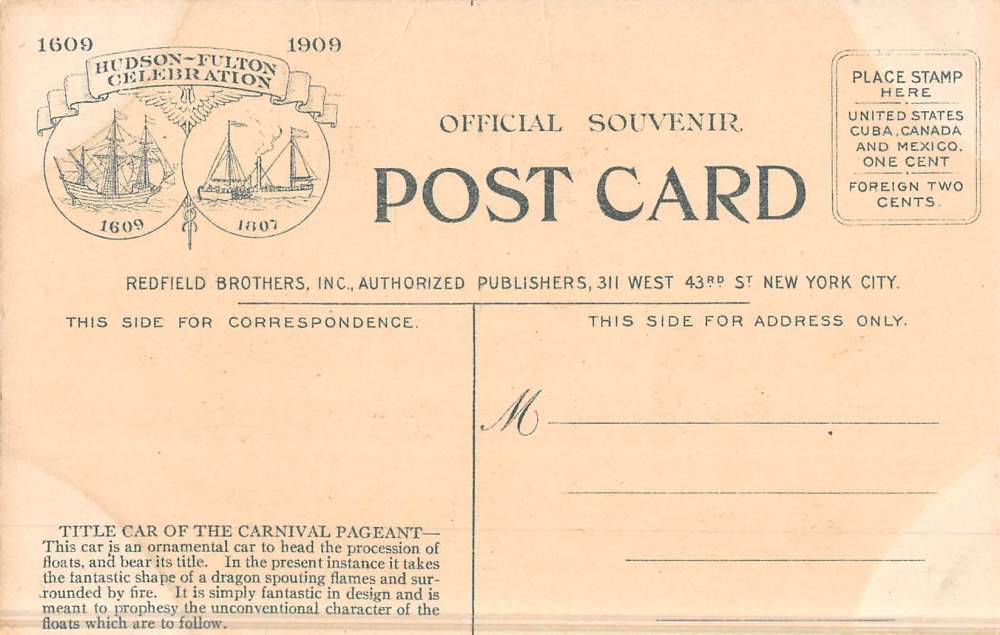 1609 1909
HUDSON-FULTON
CELEBRATION
1609 1807
OFFICIAL SOUVENIR.
POST CARD
PLACE STAMP
HERE
UNITED STATES
CUBA, CANADA
AND MEXICO.
ONE CENT
FOREIGN TWO
CENTS.
REDFIELD BROTHERS, INC., AUTHORIZED PUBLISHERS, 311 WEST 43RD ST NEW YORK CITY.
THIS SIDE FOR CORRESPONDENCE.
THIS SIDE FOR ADDRESS ONLY.
M
TITLE CAR OF THE CARNIVAL PAGEANT—
This car is an ornamental car to head the procession of
floats, and bear its title. In the present instance it takes
the fantastic shape of a dragon spouting flames and sur-
rounded by fire. It is simply fantastic in design and is
meant to prophesy the unconventional character of the
floats which are to follow.